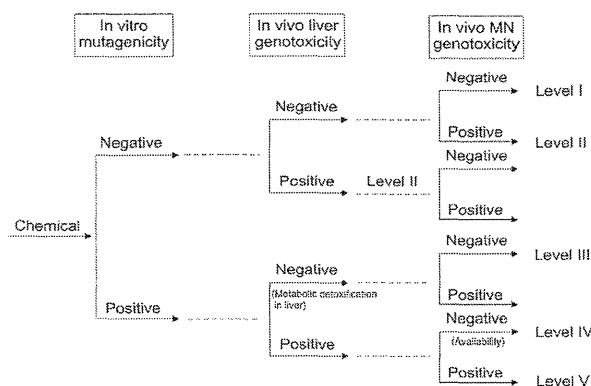 In vitro
mutagenicity
In vivo liver
genotoxicity
In vivo MN
genotoxicity
Negative
Level I
Negative
Positive
Level II
Negative
Negative
Positive
Level II
Positive
Chemical
Negative
Level III
Negative
(Metabolic detoxification
in liver)
Positive
Positive
Negative
Level IV
(Availability)
Positive
Positive
Level V